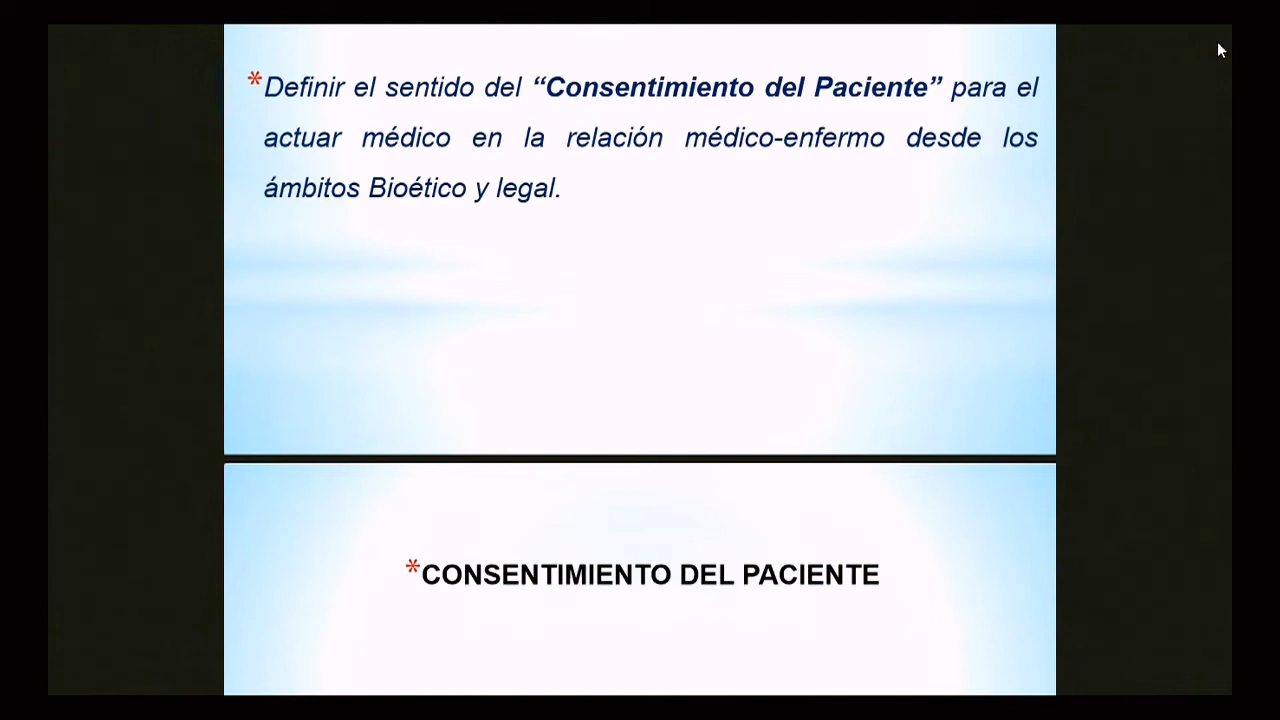 *Definir el sentido del “Consentimiento del Paciente” para el
actuar médico en la relación médico-enfermo desde los
ámbitos Bioético y legal.
*CONSENTIMIENTO DEL PACIENTE